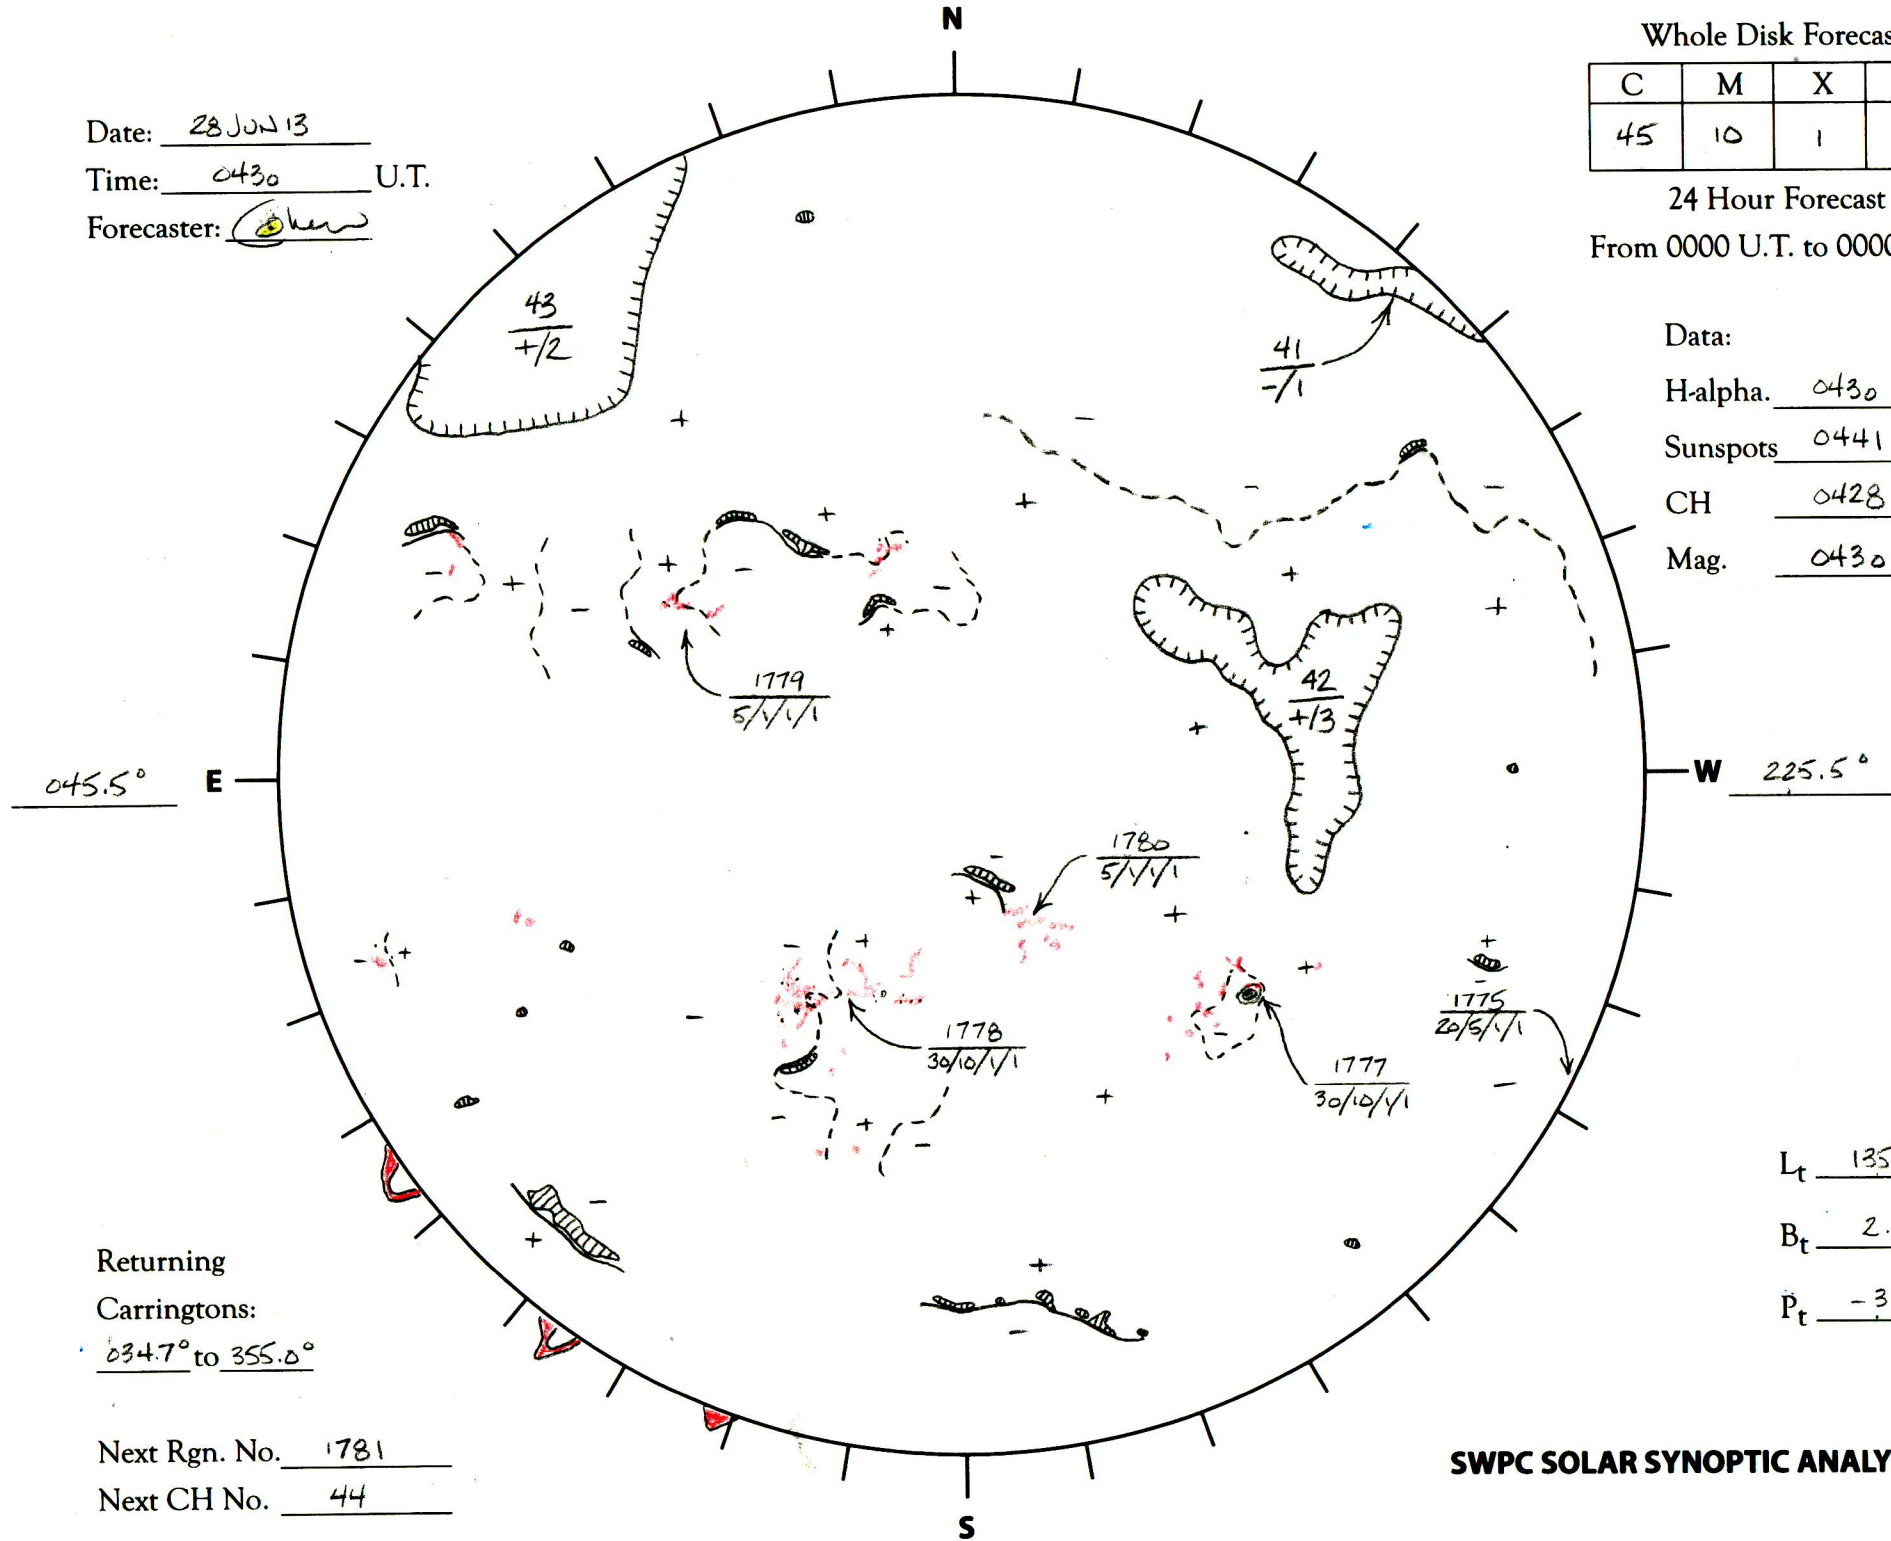 N
Whole Disk Forecas
C M X
45 10 1
24 Hour Forecast
From 0000 U.T. to 000
Date: 28 JUN 13
Time: 0430 U.T.
Forecaster:
43
+/2
41
-/1
Data:
H-alpha. 0430
Sunspots 0441
CH 0428
Mag. 0430
1779
5/1/1/1
42
+/3
045.5° E
W 225.5°
1780
5/1/1/1
1778
30/10/1/1
1777
30/10/1/1
1775
20/5/1/1
Lt 135
Bt 2.
Pt -3
Returning
Carringtons:
034.7° to 355.0°
Next Rgn. No. 1781
Next CH No. 44
SWPC SOLAR SYNOPTIC ANALY
S